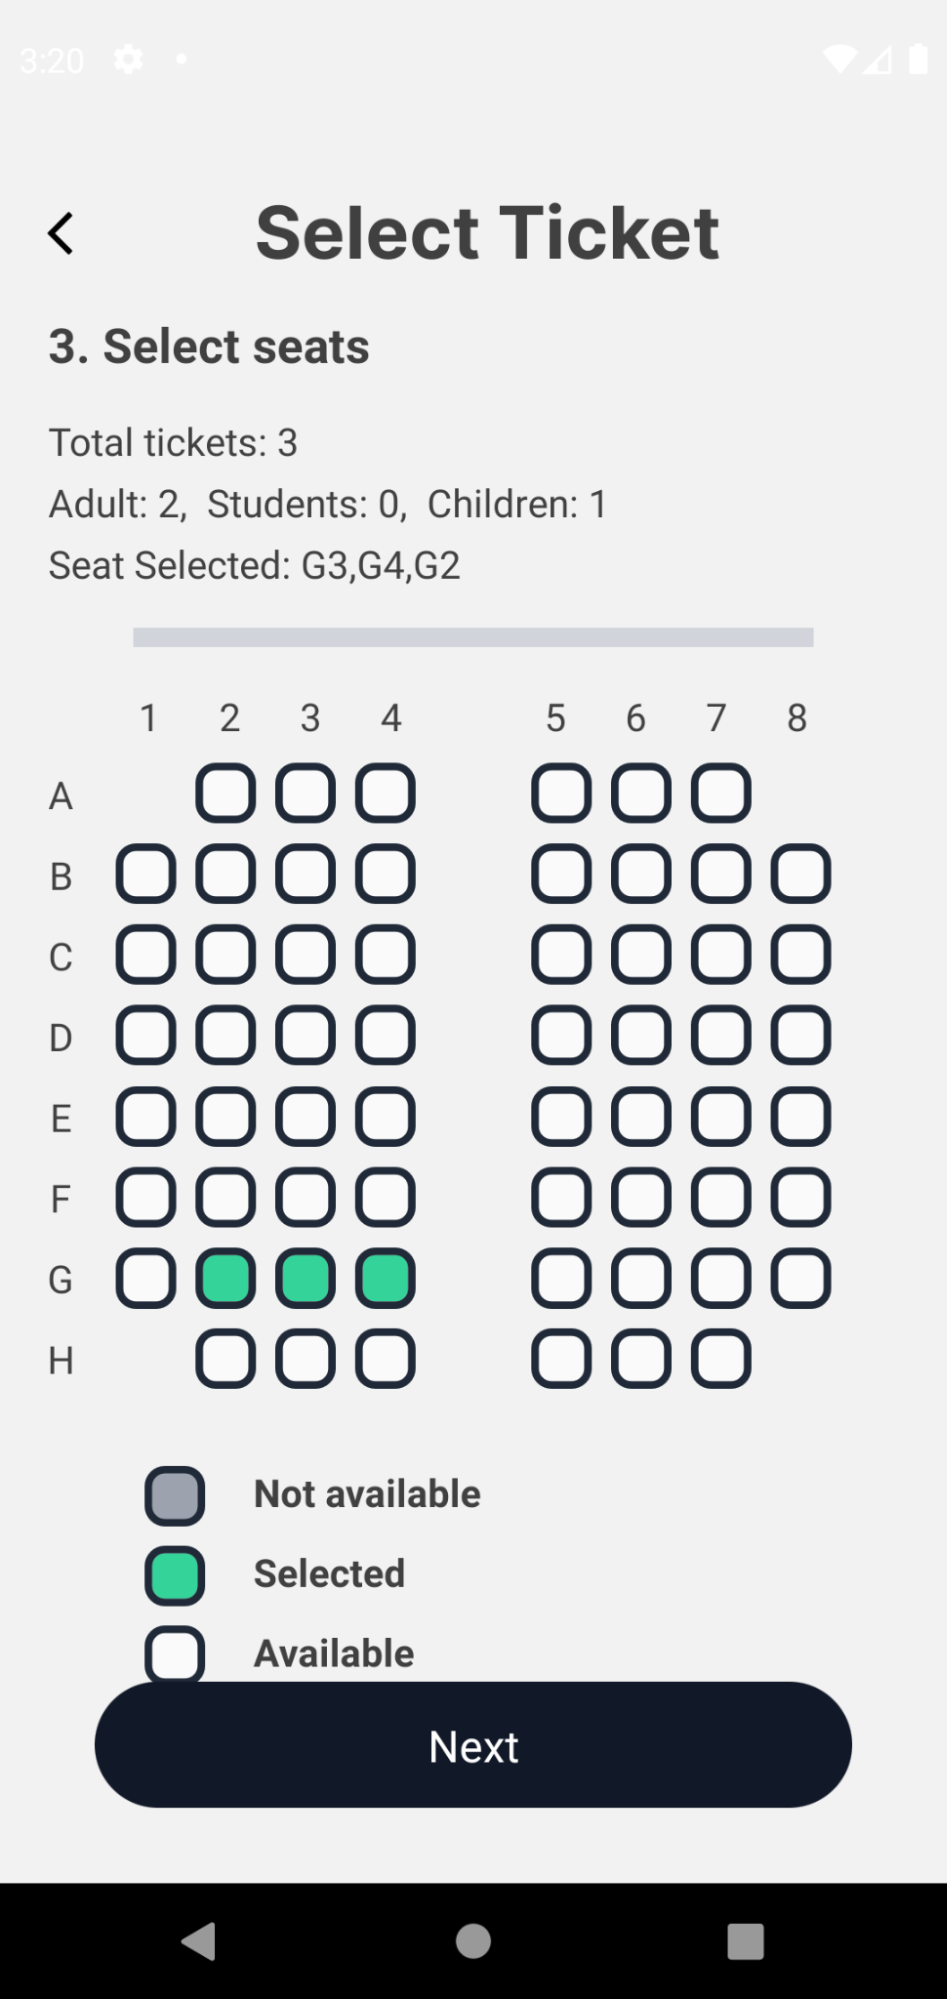 3:20
Select Ticket
3. Select seats
Total tickets: 3
Adult: 2,  Students: 0,  Children: 1
Seat Selected: G3,G4,G2
1 2 3 4 5 6 7 8
A
B
C
D
E
F
G
H
Not available
Selected
Available
Next